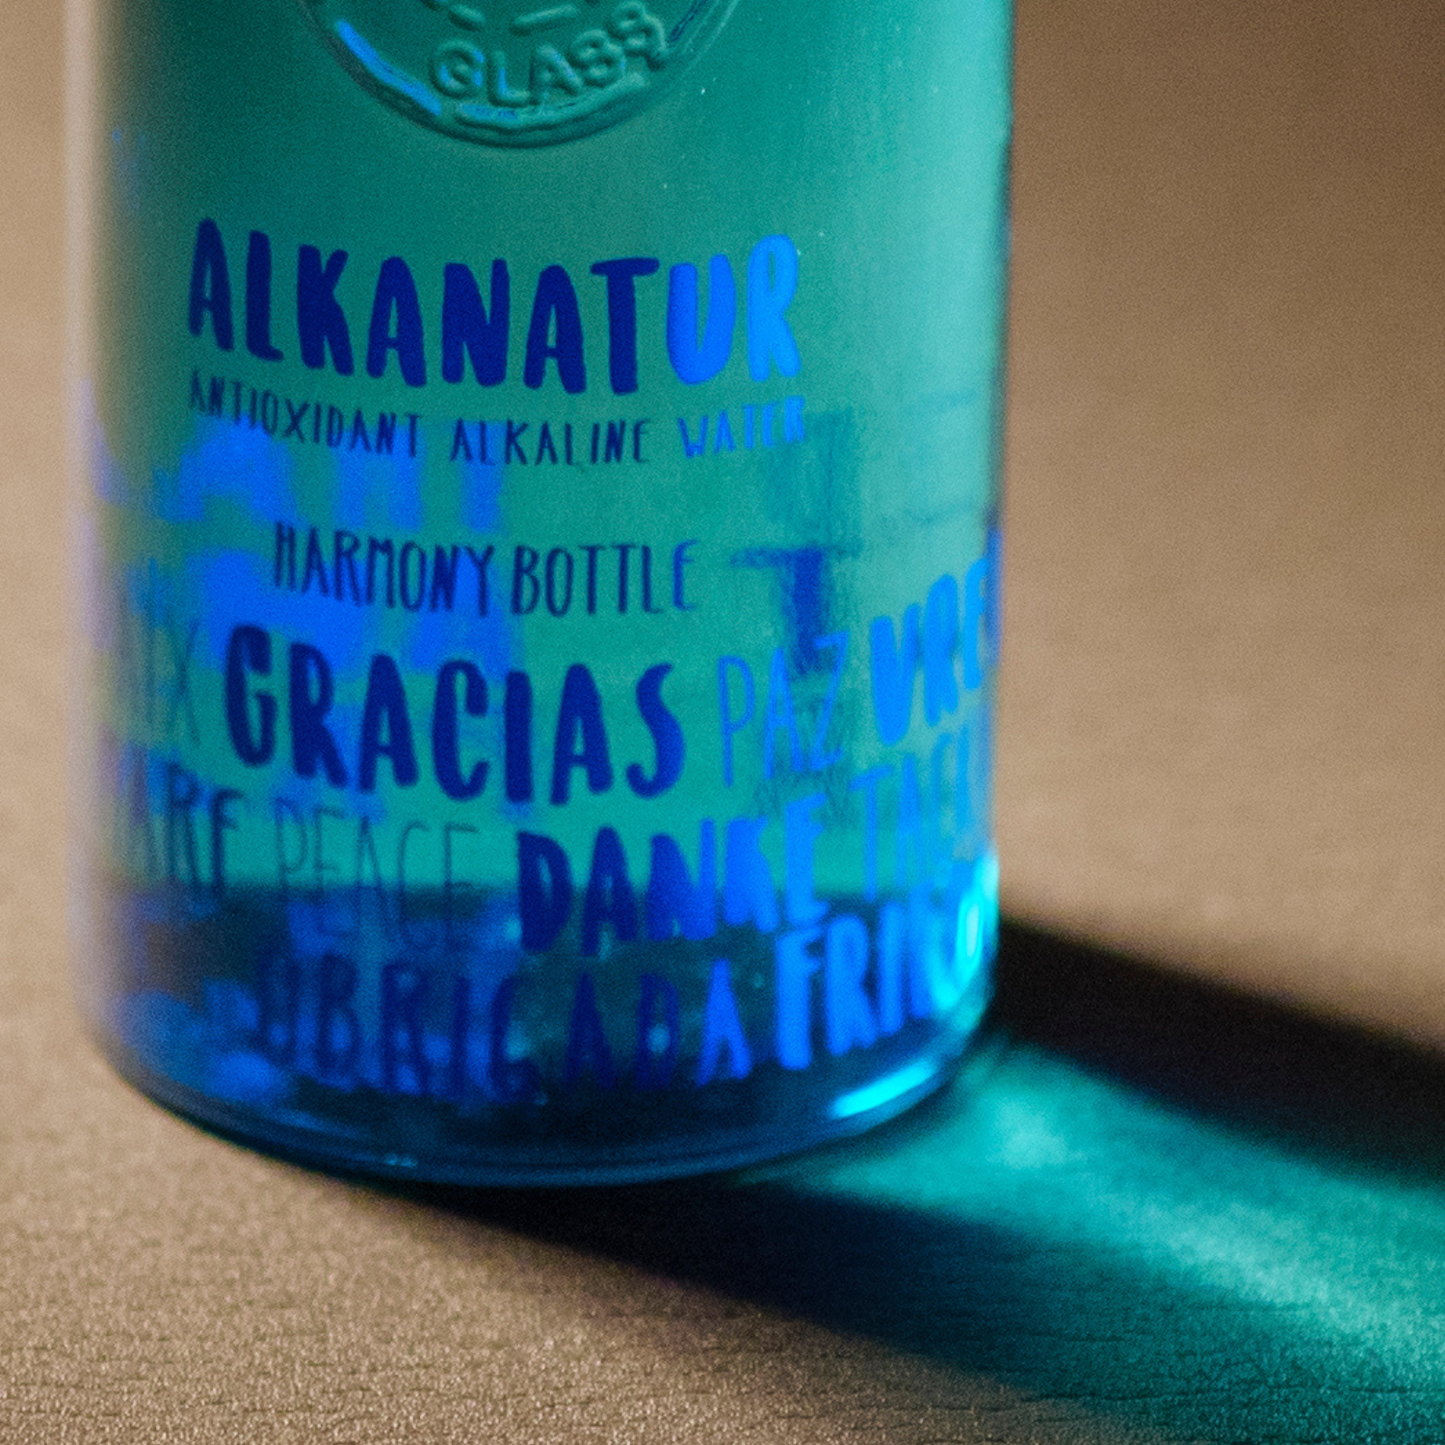 GLASS
ALKANATUR
ANTIOXIDANT ALKALINE WATER
HARMONY BOTTLE
GRACIAS PAZ
PEACE DANKE
OBRIGADA